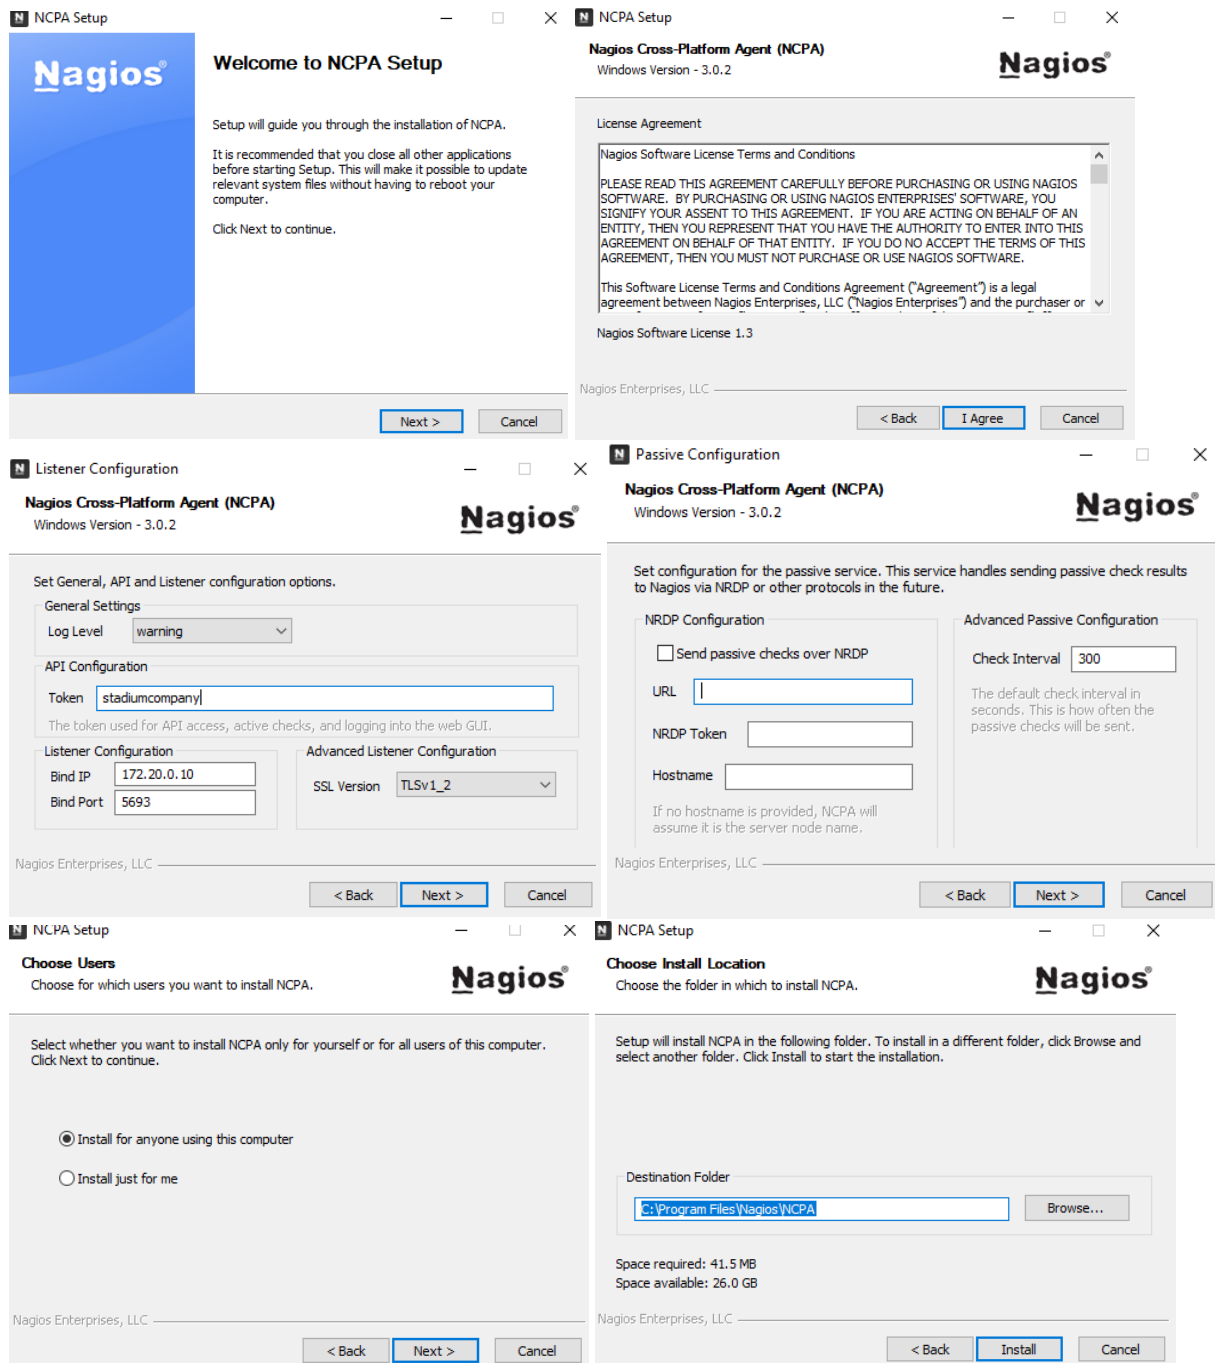 NCPA Setup
Nagios®
Welcome to NCPA Setup
Setup will guide you through the installation of NCPA.
It is recommended that you close all other applications
before starting Setup. This will make it possible to update
relevant system files without having to reboot your
computer.
Click Next to continue.
Next >
Cancel
NCPA Setup
Nagios Cross-Platform Agent (NCPA)
Windows Version - 3.0.2
Nagios®
License Agreement
Nagios Software License Terms and Conditions
PLEASE READ THIS AGREEMENT CAREFULLY BEFORE PURCHASING OR USING NAGIOS
SOFTWARE. BY PURCHASING OR USING NAGIOS ENTERPRISES' SOFTWARE, YOU
SIGNIFY YOUR ASSENT TO THIS AGREEMENT. IF YOU ARE ACTING ON BEHALF OF AN
ENTITY, THEN YOU REPRESENT THAT YOU HAVE THE AUTHORITY TO ENTER INTO THIS
AGREEMENT ON BEHALF OF THAT ENTITY. IF YOU DO NO ACCEPT THE TERMS OF THIS
AGREEMENT, THEN YOU MUST NOT PURCHASE OR USE NAGIOS SOFTWARE.
This Software License Terms and Conditions Agreement ("Agreement") is a legal
agreement between Nagios Enterprises, LLC ("Nagios Enterprises") and the purchaser or
Nagios Software License 1.3
Nagios Enterprises, LLC
< Back
I Agree
Cancel
Listener Configuration
Nagios Cross-Platform Agent (NCPA)
Windows Version - 3.0.2
Nagios®
Set General, API and Listener configuration options.
General Settings
Log Level
warning
API Configuration
Token
stadiumcompany
The token used for API access, active checks, and logging into the web GUI.
Listener Configuration
Bind IP
172.20.0.10
Bind Port
5693
Advanced Listener Configuration
SSL Version
TLSv1_2
Nagios Enterprises, LLC
< Back
Next >
Cancel
Passive Configuration
Nagios Cross-Platform Agent (NCPA)
Windows Version - 3.0.2
Nagios®
Set configuration for the passive service. This service handles sending passive check results
to Nagios via NRDP or other protocols in the future.
NRDP Configuration
Send passive checks over NRDP
URL
NRDP Token
Hostname
If no hostname is provided, NCPA will
assume it is the server node name.
Advanced Passive Configuration
Check Interval
300
The default check interval in
seconds. This is how often the
passive checks will be sent.
Nagios Enterprises, LLC
< Back
Next >
Cancel
NCPA Setup
Choose Users
Choose for which users you want to install NCPA.
Nagios®
Select whether you want to install NCPA only for yourself or for all users of this computer.
Click Next to continue.
Install for anyone using this computer
Install just for me
Nagios Enterprises, LLC
< Back
Next >
Cancel
NCPA Setup
Choose Install Location
Choose the folder in which to install NCPA.
Nagios®
Setup will install NCPA in the following folder. To install in a different folder, click Browse and
select another folder. Click Install to start the installation.
Destination Folder
C:\Program Files\Nagios\NCPA
Browse...
Space required: 41.5 MB
Space available: 26.0 GB
Nagios Enterprises, LLC
< Back
Install
Cancel